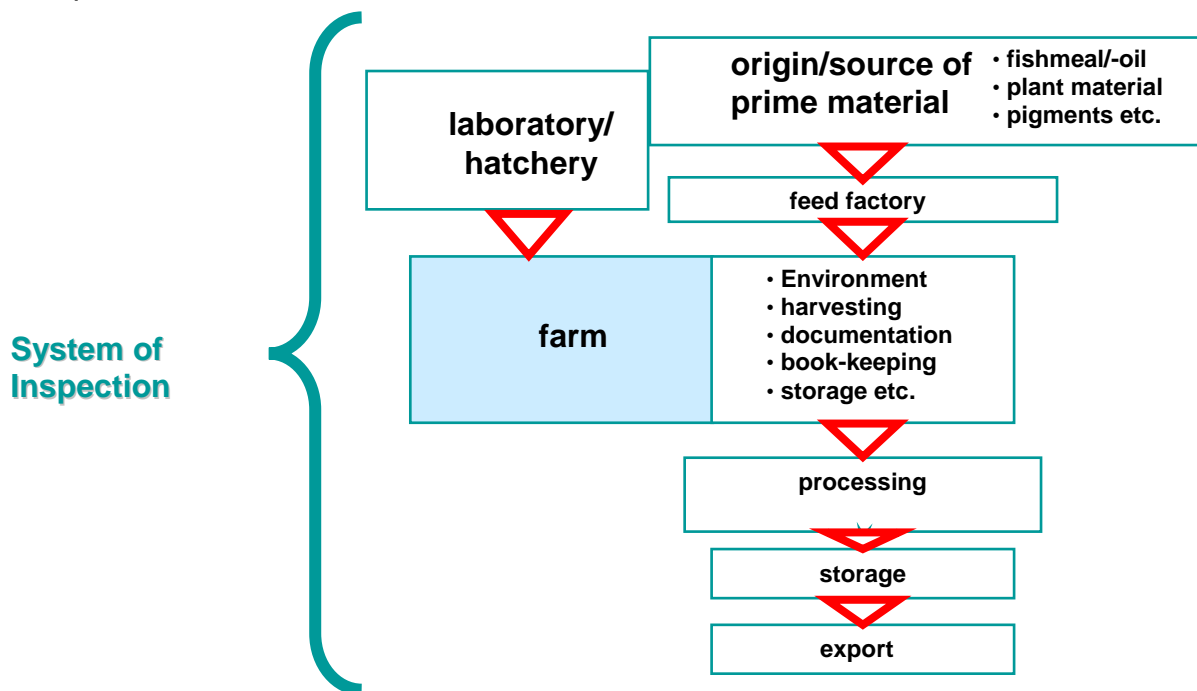 System of
Inspection
laboratory/
hatchery
origin/source of
prime material
• fishmeal/-oil
• plant material
• pigments etc.
feed factory
farm
• Environment
• harvesting
• documentation
• book-keeping
• storage etc.
processing
storage
export